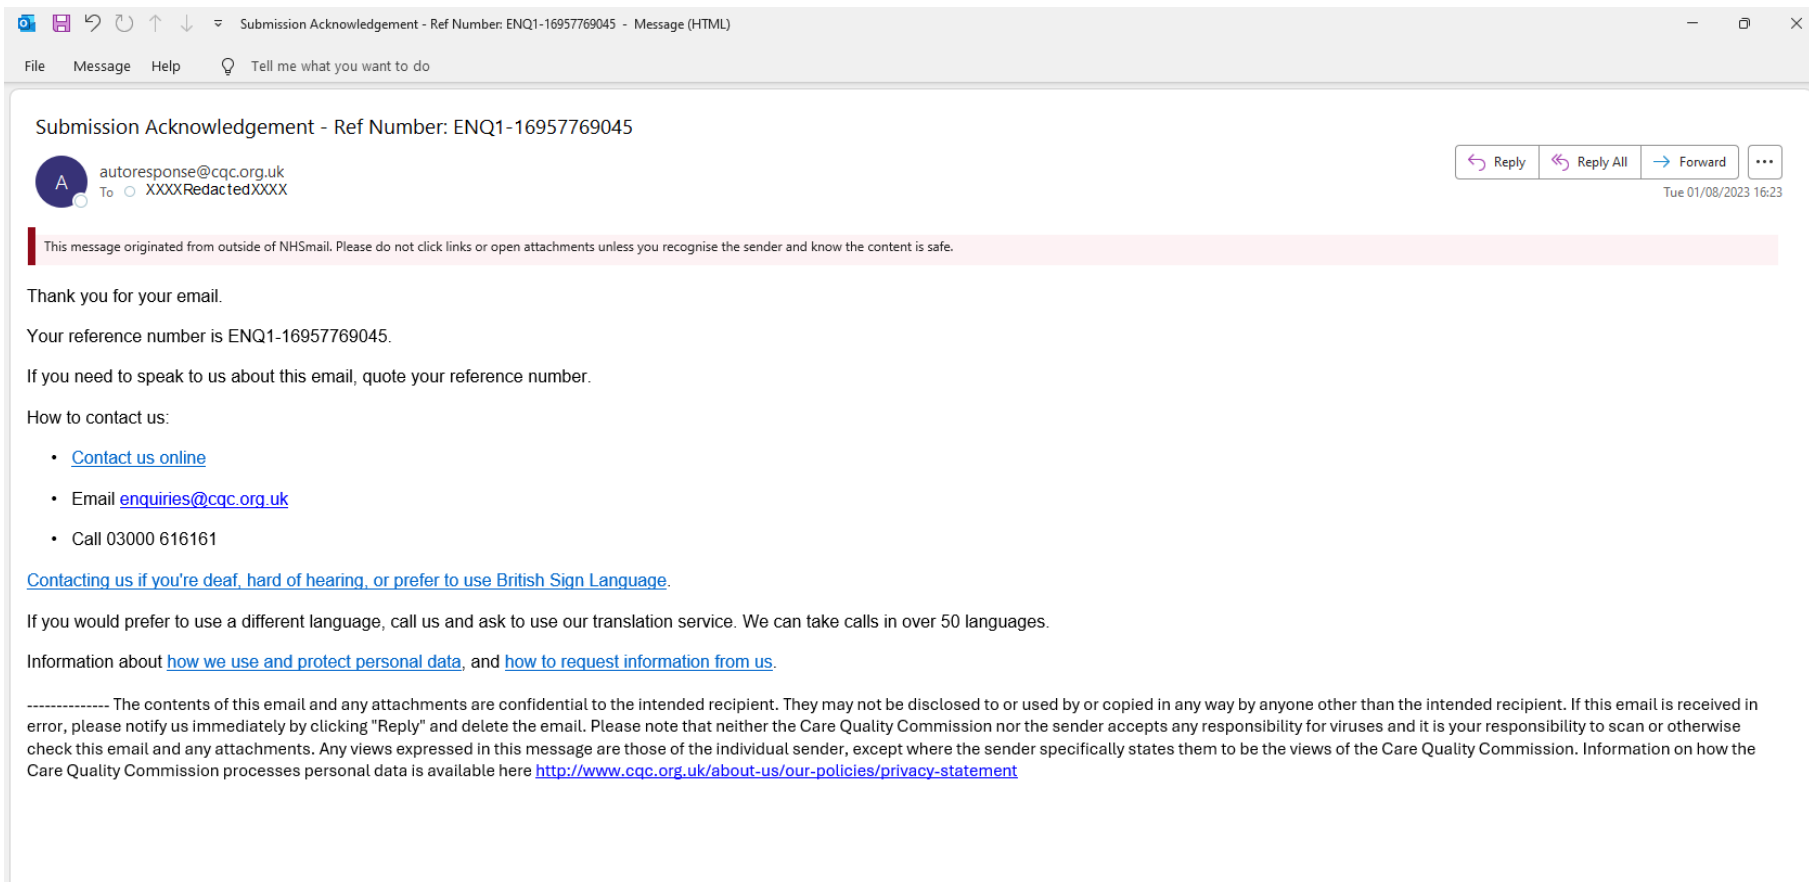 Submission Acknowledgement - Ref Number: ENQ1-16957769045 - Message (HTML)
File Message Help Tell me what you want to do
Submission Acknowledgement - Ref Number: ENQ1-16957769045
A
autoresponse@cqc.org.uk
To XXXXRedactedXXXX
Reply Reply All Forward
Tue 01/08/2023 16:23
This message originated from outside of NHSmail. Please do not click links or open attachments unless you recognise the sender and know the content is safe.
Thank you for your email.
Your reference number is ENQ1-16957769045.
If you need to speak to us about this email, quote your reference number.
How to contact us:
• Contact us online
• Email enquiries@cqc.org.uk
• Call 03000 616161
Contacting us if you're deaf, hard of hearing, or prefer to use British Sign Language.
If you would prefer to use a different language, call us and ask to use our translation service. We can take calls in over 50 languages.
Information about how we use and protect personal data, and how to request information from us.
-------------- The contents of this email and any attachments are confidential to the intended recipient. They may not be disclosed to or used by or copied in any way by anyone other than the intended recipient. If this email is received in
error, please notify us immediately by clicking "Reply" and delete the email. Please note that neither the Care Quality Commission nor the sender accepts any responsibility for viruses and it is your responsibility to scan or otherwise
check this email and any attachments. Any views expressed in this message are those of the individual sender, except where the sender specifically states them to be the views of the Care Quality Commission. Information on how the
Care Quality Commission processes personal data is available here http://www.cqc.org.uk/about-us/our-policies/privacy-statement